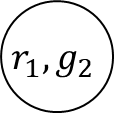 r₁, g₂